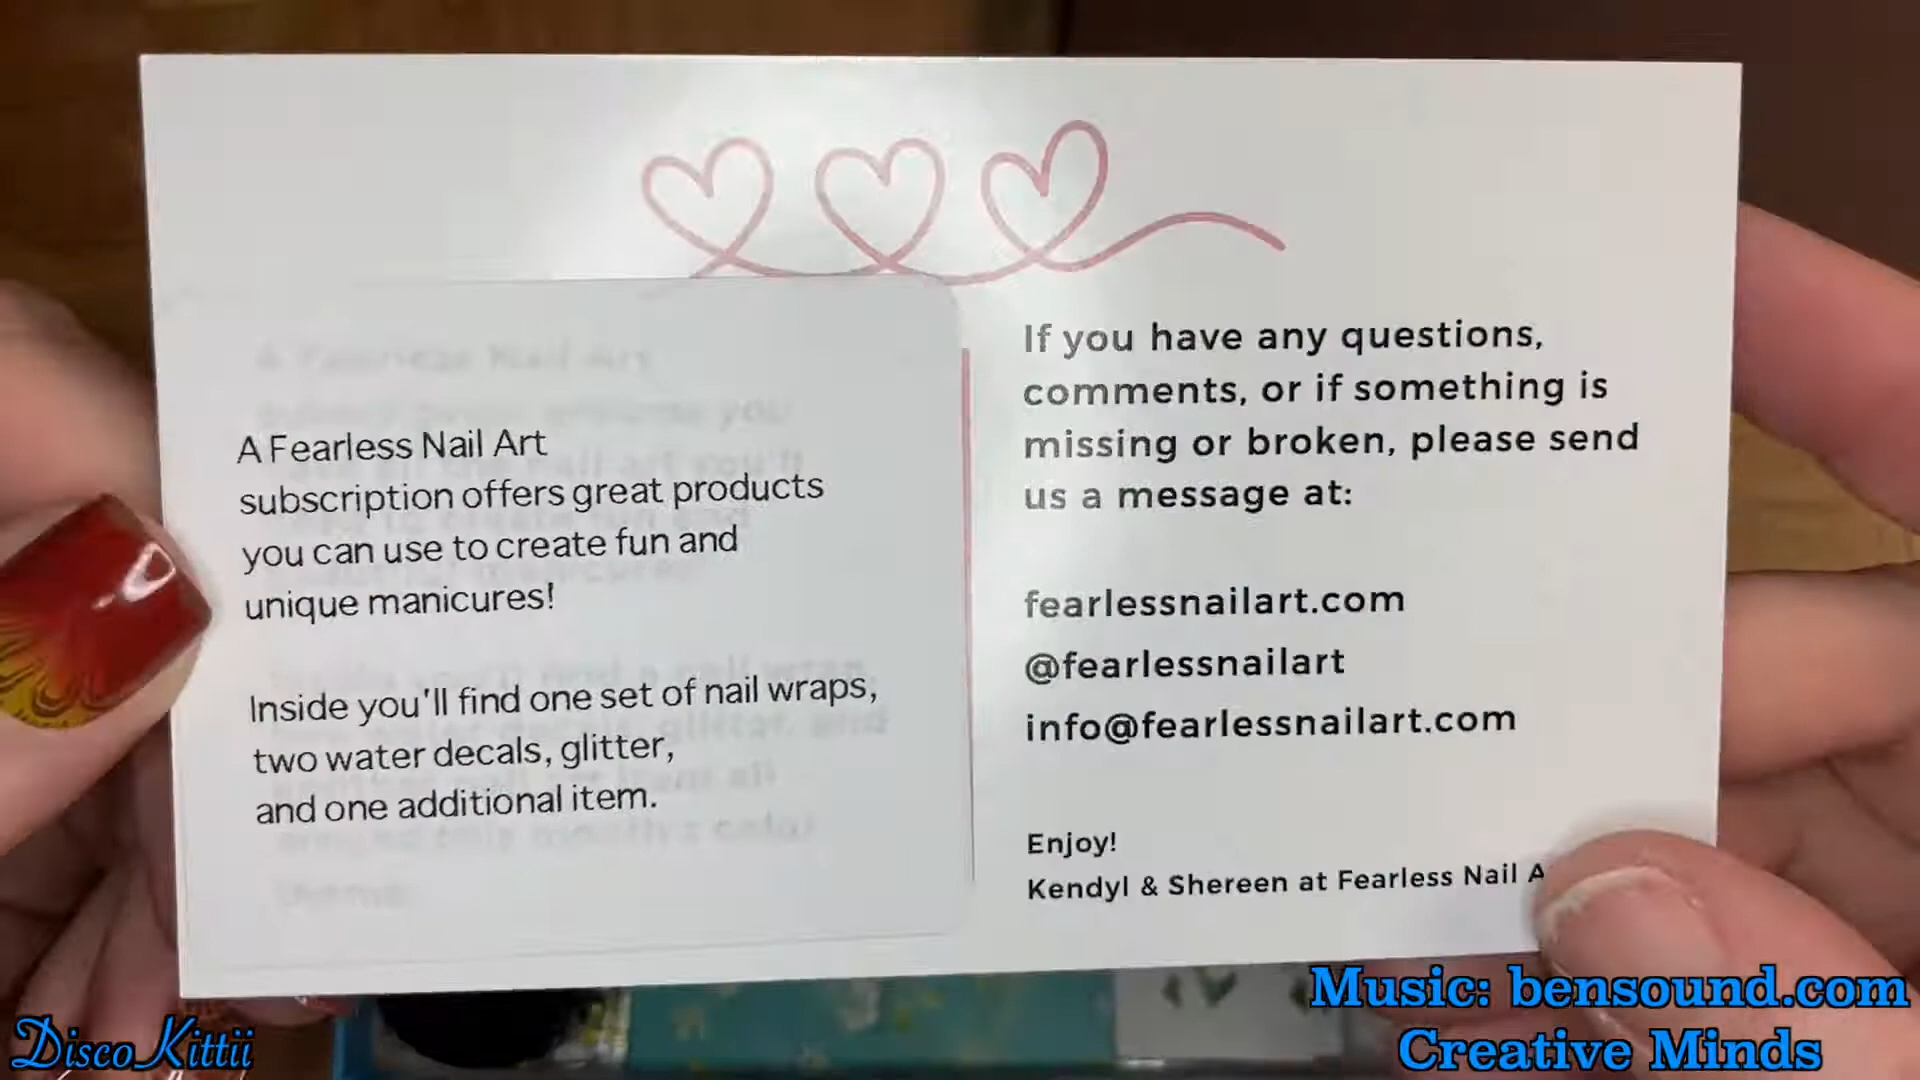 A Fearless Nail Art
subscription offers great products
you can use to create fun and
unique manicures!
Inside you'll find one set of nail wraps,
two water decals, glitter,
and one additional item.
If you have any questions,
comments, or if something is
missing or broken, please send
us a message at:
fearlessnailart.com
@fearlessnailart
info@fearlessnailart.com
Enjoy!
Kendyl & Shereen at Fearless Nail
Music: bensound.com
Creative Minds
Disco Kittii